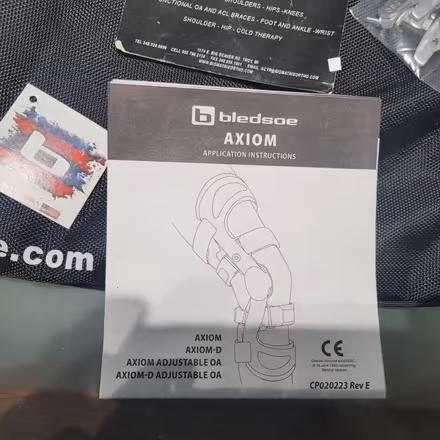 SHOULDERS - HIPS - KNEES
FUNCTIONAL OA AND ACL BRACES - FOOT AND ANKLE - WRIST
SHOULDER - HIP - COLD THERAPY
bledsoe
AXIOM
APPLICATION INSTRUCTIONS
e.com
AXIOM
AXIOM-D
AXIOM ADJUSTABLE OA
AXIOM-D ADJUSTABLE OA
CE
CP020223 Rev E